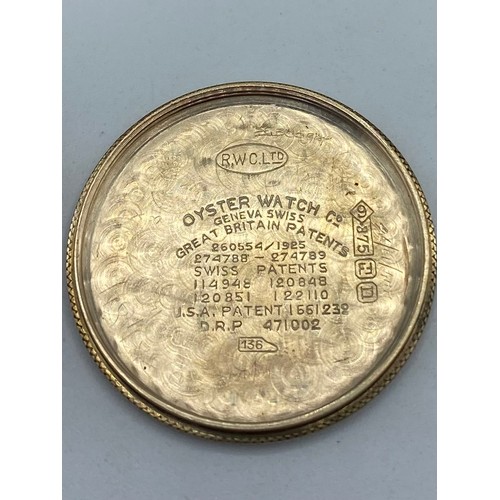 R.W.C.LTD
OYSTER WATCH Co
GENEVA SWISS
GREAT BRITAIN PATENTS
260554/1925
274788 - 274789
SWISS PATENTS
114948 120848
120851 122110
U.S.A. PATENT 1661232
D.R.P 471002
136
9 .375